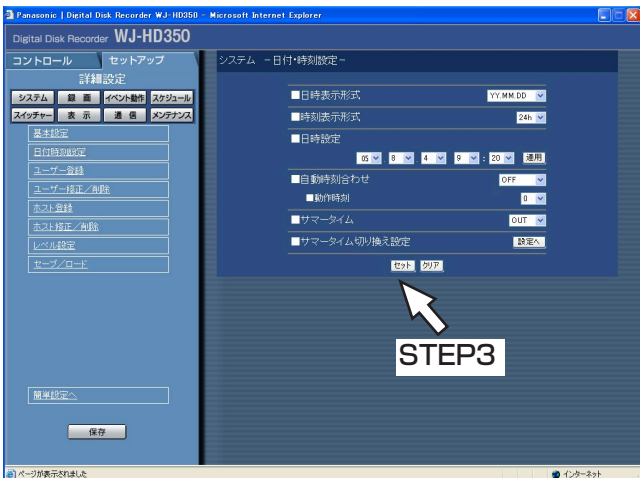 Panasonic | Digital Disk Recorder WJ-HD350 - Microsoft Internet Explorer
Digital Disk Recorder WJ-HD350
コントロール セットアップ
詳細設定
システム 録 画 イベント動作 スケジュール
スイッチャー 表 示 通 信 メンテナンス
基本設定
日付時刻設定
ユーザー登録
ユーザー修正／削除
ホスト登録
ホスト修正／削除
レベル設定
セーブ／ロード
簡単設定へ
保存
システム －日付・時刻設定－
■日時表示形式 YY.MM.DD
■時刻表示形式 24h
■日時設定
05 . 8 . 4 . 9 : 20 適用
■自動時刻合わせ OFF
■動作時刻 0
■サマータイム OUT
■サマータイム切り換え設定 設定へ
セット クリア
STEP3
ページが表示されました インターネット